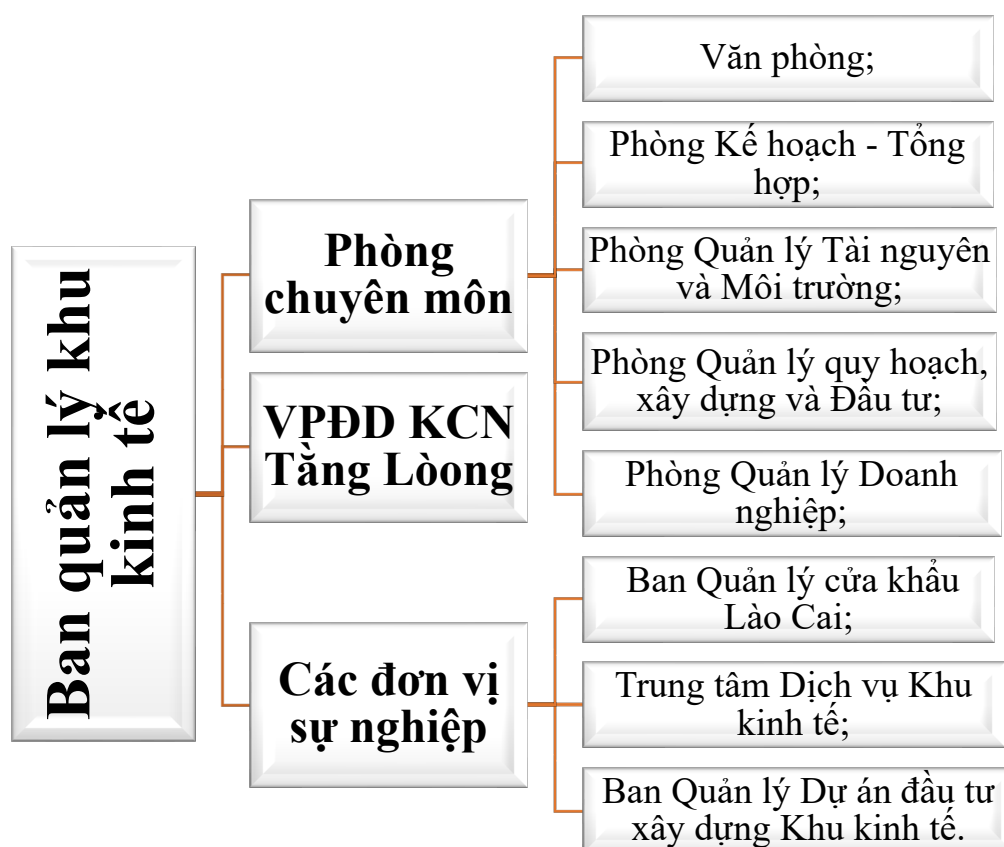 Ban quản lý khu
kinh tế
Phòng
chuyên môn
Văn phòng;
Phòng Kế hoạch - Tổng
hợp;
Phòng Quản lý Tài nguyên
và Môi trường;
Phòng Quản lý quy hoạch,
xây dựng và Đầu tư;
Phòng Quản lý Doanh
nghiệp;
VPĐD KCN
Tằng Lòong
Các đơn vị
sự nghiệp
Ban Quản lý cửa khẩu
Lào Cai;
Trung tâm Dịch vụ Khu
kinh tế;
Ban Quản lý Dự án đầu tư
xây dựng Khu kinh tế.